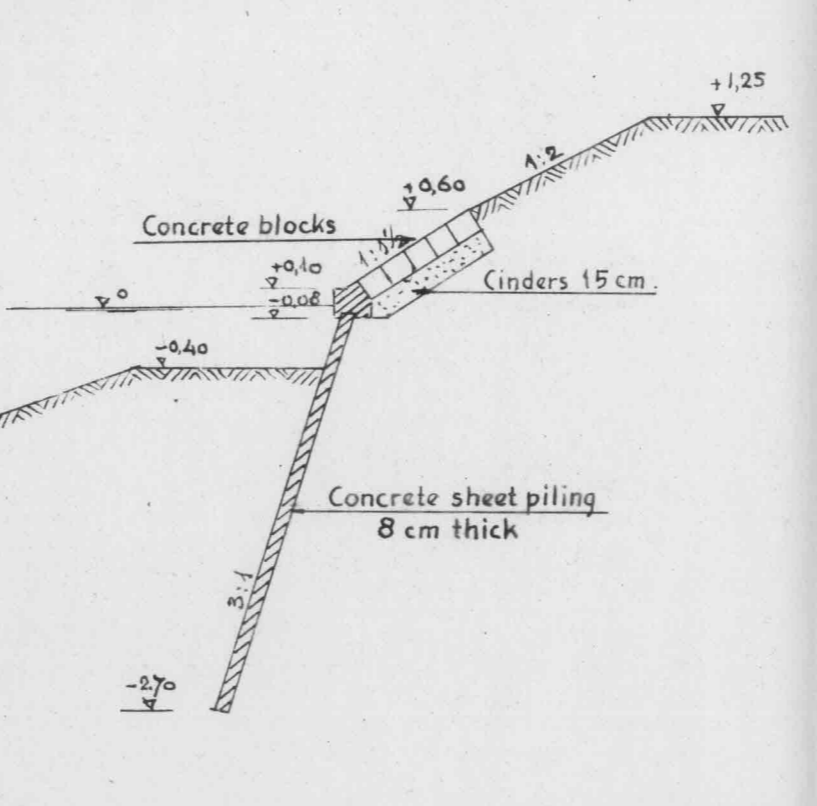 +1,25
1:2
+0,60
Concrete blocks
1:1½
+0,10
Cinders 15 cm.
0
-0,08
-0,40
Concrete sheet piling
8 cm thick
3:1
-2.70